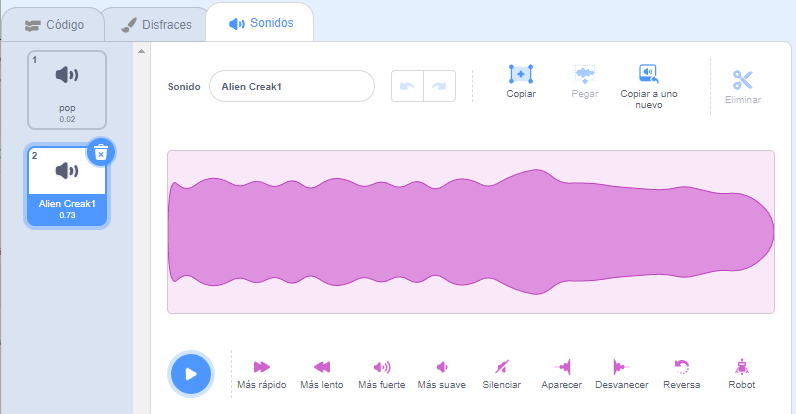 Código
Disfraces
Sonidos
1
pop
0.02
2
Alien Creak1
0.73
Sonido
Alien Creak1
Copiar
Pegar
Copiar a uno
nuevo
Eliminar
Más rápido
Más lento
Más fuerte
Más suave
Silenciar
Aparecer
Desvanecer
Reversa
Robot